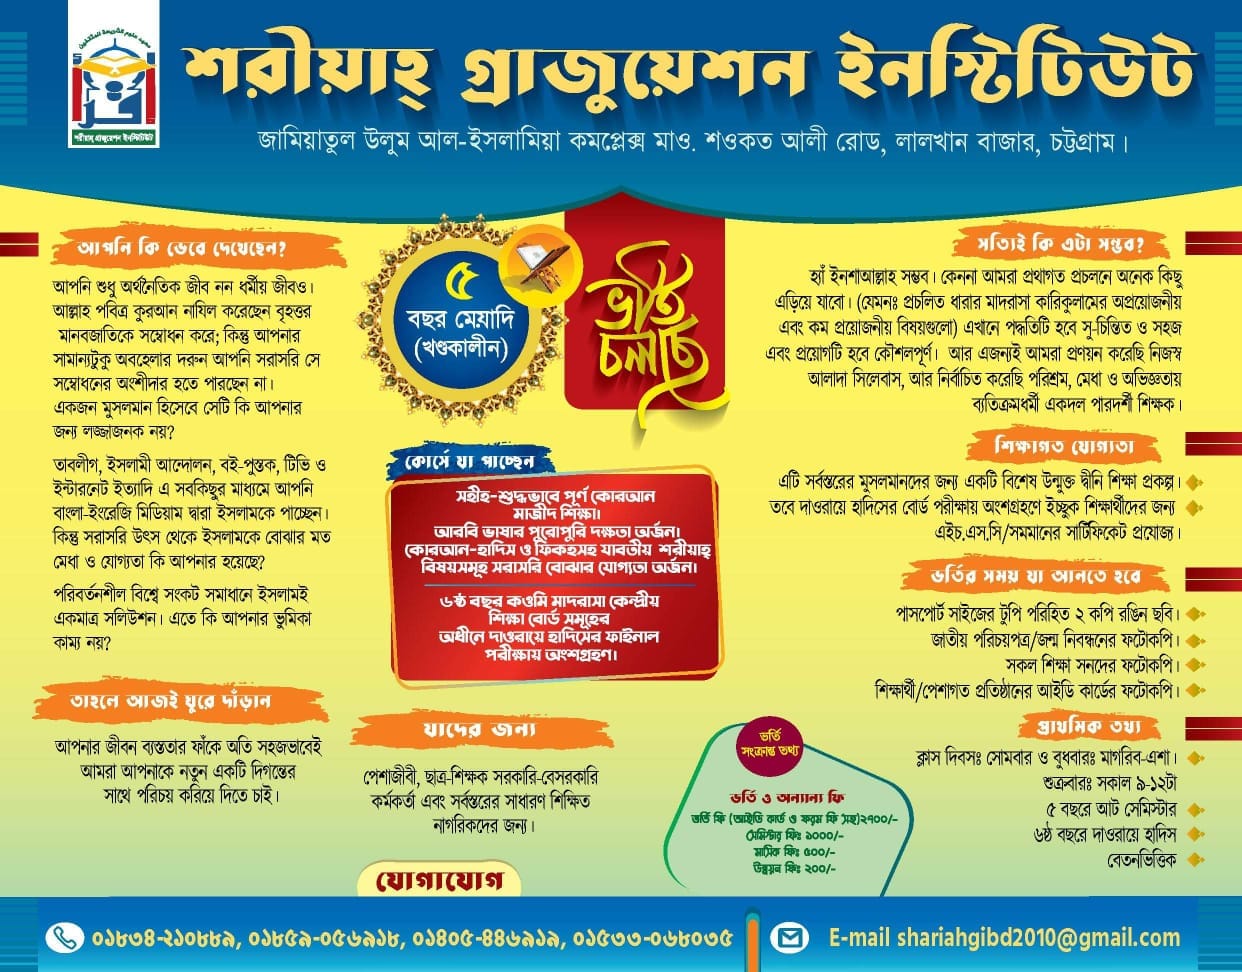 শরীয়াহ্ গ্রাজুয়েশন ইনস্টিটিউট
শরীয়াহ্ গ্রাজুয়েশন ইনস্টিটিউট
জামিয়াতুল উলুম আল-ইসলামিয়া কমপ্লেক্স মাও. শওকত আলী রোড, লালখান বাজার, চট্টগ্রাম।
আপনি কি ভেবে দেখেছেন?
আপনি শুধু অর্থনৈতিক জীব নন ধর্মীয় জীবও।
আল্লাহ পবিত্র কুরআন নাযিল করেছেন বৃহত্তর
মানবজাতিকে সম্বোধন করে; কিন্তু আপনার
সামান্যটুকু অবহেলার দরুন আপনি সরাসরি সে
সম্বোধনের অংশীদার হতে পারছেন না।
একজন মুসলমান হিসেবে সেটি কি আপনার
জন্য লজ্জাজনক নয়?
তাবলীগ, ইসলামী আন্দোলন, বই-পুস্তক, টিভি ও
ইন্টারনেট ইত্যাদি এ সবকিছুর মাধ্যমে আপনি
বাংলা-ইংরেজি মিডিয়াম দ্বারা ইসলামকে পাচ্ছেন।
কিন্তু সরাসরি উৎস থেকে ইসলামকে বোঝার মত
মেধা ও যোগ্যতা কি আপনার হয়েছে?
পরিবর্তনশীল বিশ্বে সংকট সমাধানে ইসলামই
একমাত্র সলিউশন। এতে কি আপনার ভুমিকা
কাম্য নয়?
তাহলে আজই ঘুরে দাঁড়ান
আপনার জীবন ব্যস্ততার ফাঁকে অতি সহজভাবেই
আমরা আপনাকে নতুন একটি দিগন্তের
সাথে পরিচয় করিয়ে দিতে চাই।
৫
বছর মেয়াদি
(খণ্ডকালীন)
ভর্তি
চলছে
কোর্সে যা পাচ্ছেন
সহীহ-শুদ্ধভাবে পূর্ণ কোরআন
মাজীদ শিক্ষা।
আরবি ভাষার পুরোপুরি দক্ষতা অর্জন।
কোরআন-হাদিস ও ফিকহসহ যাবতীয় শরীয়াহ্
বিষয়সমূহ সরাসরি বোঝার যোগ্যতা অর্জন।
৬ষ্ঠ বছর কওমি মাদরাসা কেন্দ্রীয়
শিক্ষা বোর্ড সমূহের
অধীনে দাওরায়ে হাদিসের ফাইনাল
পরীক্ষায় অংশগ্রহণ।
যাদের জন্য
পেশাজীবী, ছাত্র-শিক্ষক সরকারি-বেসরকারি
কর্মকর্তা এবং সর্বস্তরের সাধারণ শিক্ষিত
নাগরিকদের জন্য।
সত্যিই কি এটা সম্ভব?
হ্যাঁ ইনশাআল্লাহ সম্ভব। কেননা আমরা প্রথাগত প্রচলনে অনেক কিছু
এড়িয়ে যাবো। (যেমনঃ প্রচলিত ধারার মাদরাসা কারিকুলামের অপ্রয়োজনীয়
এবং কম প্রয়োজনীয় বিষয়গুলো) এখানে পদ্ধতিটি হবে সু-চিন্তিত ও সহজ
এবং প্রয়োগটি হবে কৌশলপূর্ণ। আর এজন্যই আমরা প্রণয়ন করেছি নিজস্ব
আলাদা সিলেবাস, আর নির্বাচিত করেছি পরিশ্রম, মেধা ও অভিজ্ঞতায়
ব্যতিক্রমধর্মী একদল পারদর্শী শিক্ষক।
শিক্ষাগত যোগ্যতা
এটি সর্বস্তরের মুসলমানদের জন্য একটি বিশেষ উন্মুক্ত দ্বীনি শিক্ষা প্রকল্প।
তবে দাওরায়ে হাদিসের বোর্ড পরীক্ষায় অংশগ্রহণে ইচ্ছুক শিক্ষার্থীদের জন্য
এইচ.এস.সি/সমমানের সার্টিফিকেট প্রযোজ্য।
ভর্তির সময় যা আনতে হবে
পাসপোর্ট সাইজের টুপি পরিহিত ২ কপি রঙিন ছবি।
জাতীয় পরিচয়পত্র/জন্ম নিবন্ধনের ফটোকপি।
সকল শিক্ষা সনদের ফটোকপি।
শিক্ষার্থী/পেশাগত প্রতিষ্ঠানের আইডি কার্ডের ফটোকপি।
প্রাথমিক তথ্য
ক্লাস দিবসঃ সোমবার ও বুধবারঃ মাগরিব-এশা।
শুক্রবারঃ সকাল ৯-১২টা
৫ বছরে আট সেমিস্টার
৬ষ্ঠ বছরে দাওরায়ে হাদিস
বেতনভিত্তিক
ভর্তি
সংক্রান্ত তথ্য
ভর্তি ও অন্যান্য ফি
ভর্তি ফি (আইডি কার্ড ও ফরম ফি সহ)২৭০০/-
সেমিস্টার ফিঃ ১০০০/-
মাসিক ফিঃ ৫০০/-
উন্নয়ন ফিঃ ২০০/-
যোগাযোগ
০১৮৩৪-২১০৮৮৯, ০১৮৫৯-০৫৬৯১৮, ০১৪০৫-৪৪৬৯১৯, ০১৫৩৩-০৬৮০৩৫
E-mail shariahgibd2010@gmail.com